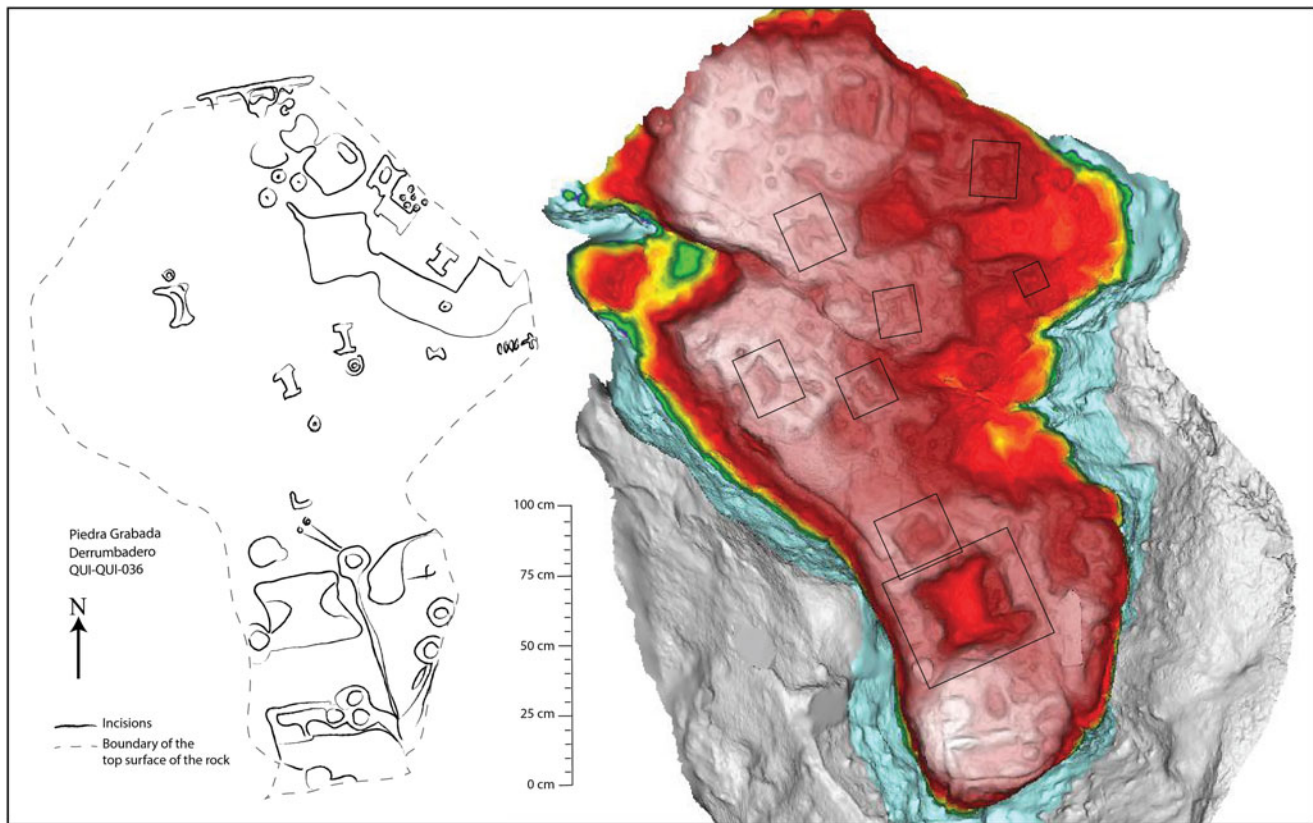 Piedra Grabada
Derrumbadero
QUI-QUI-036
N
Incisions
Boundary of the
top surface of the rock
100 cm
75 cm
50 cm
25 cm
0 cm